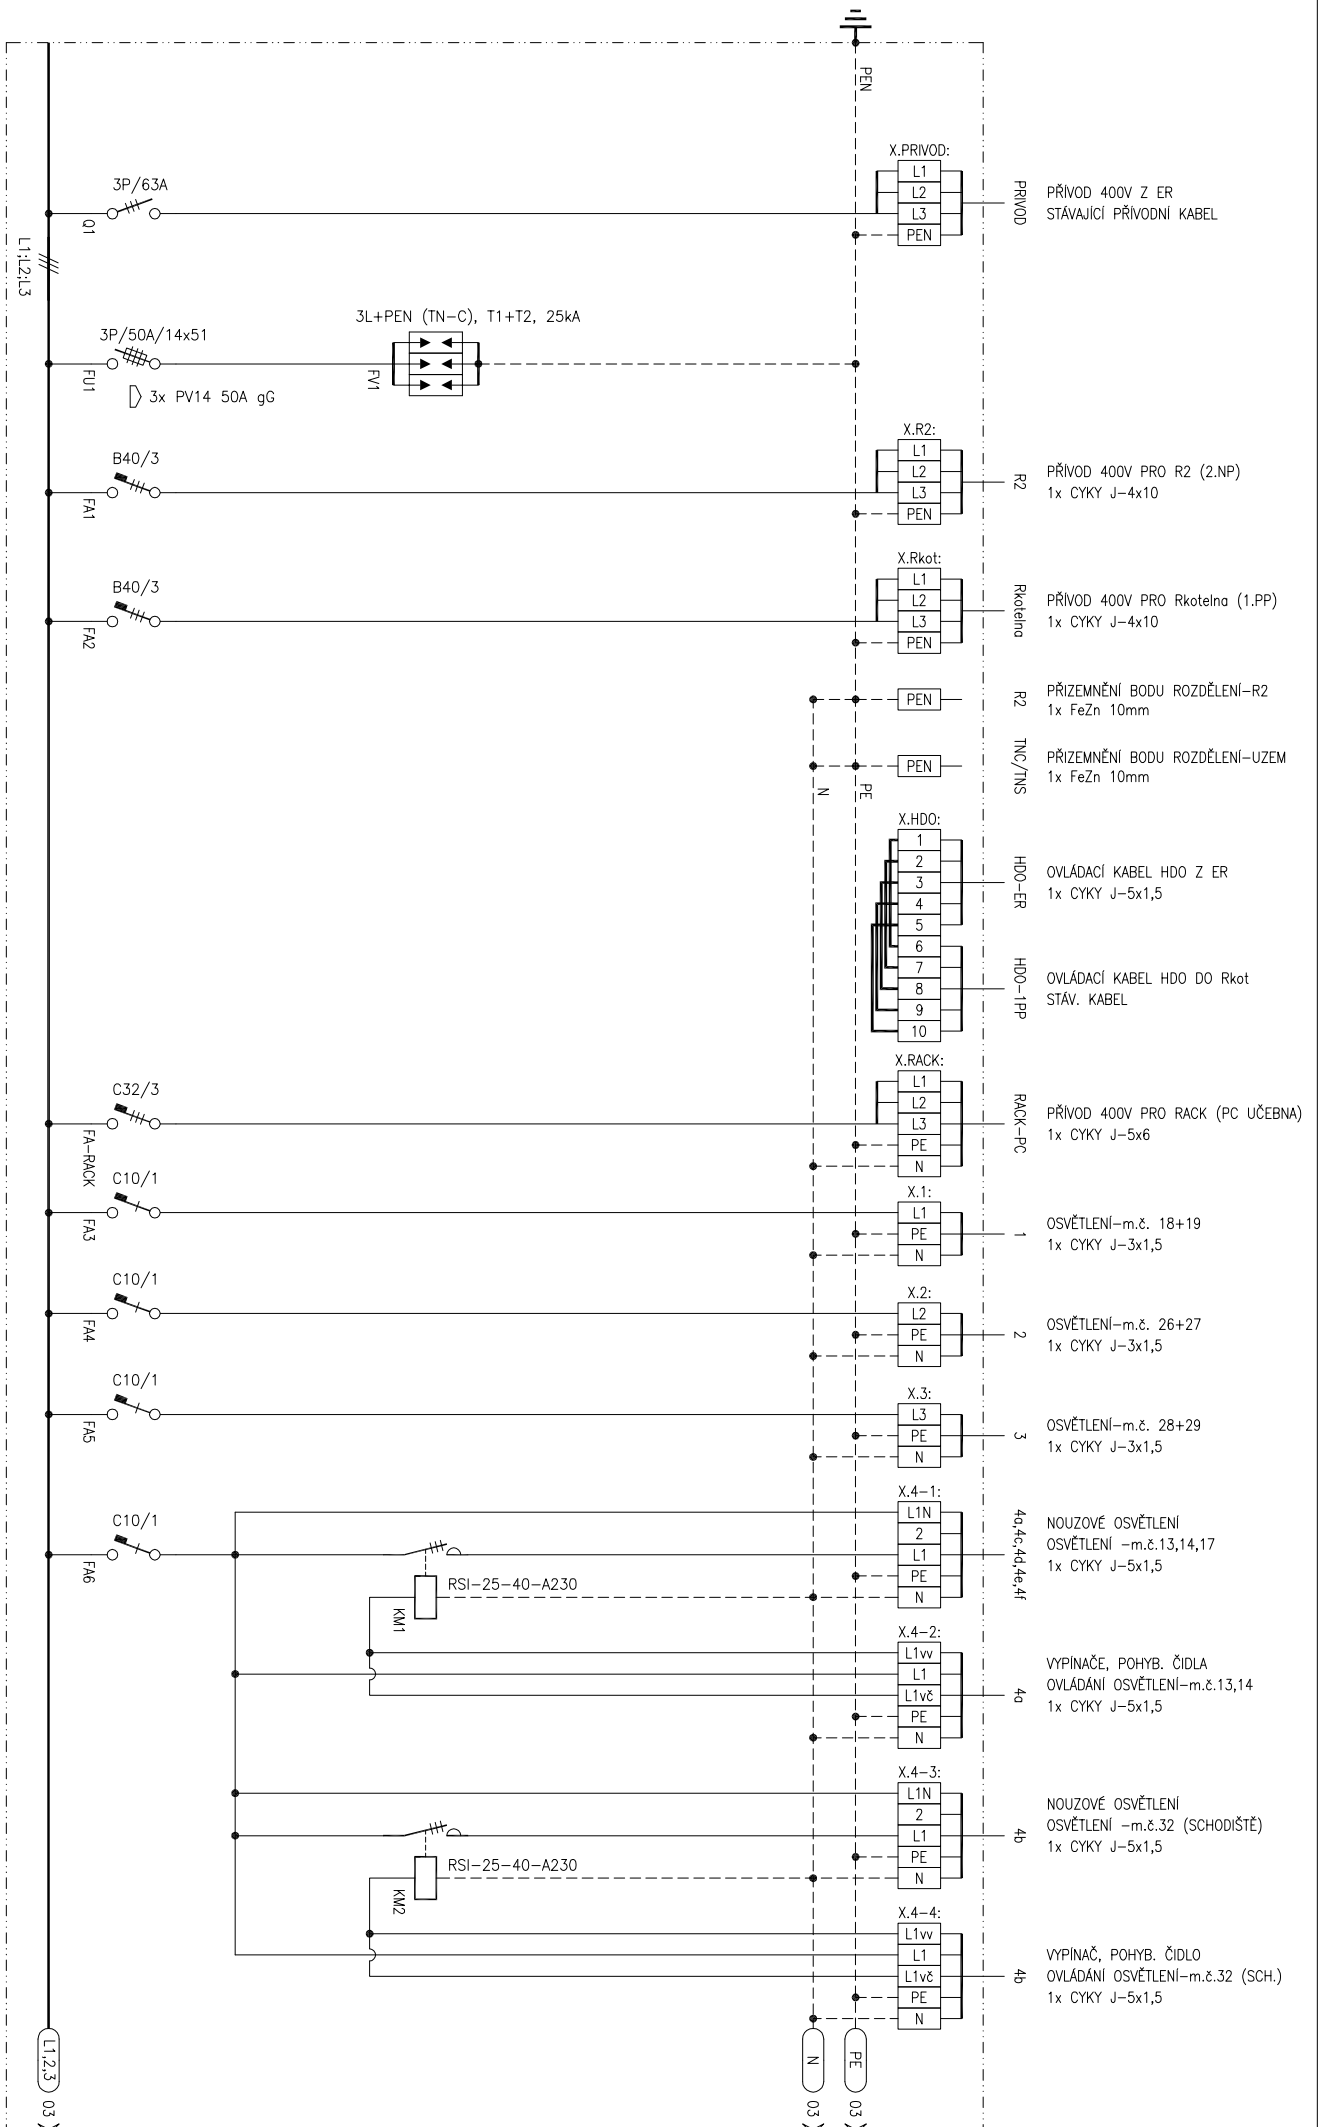 PEN
X.PRIVOD:
L1
L2
L3
PEN
PRIVOD
PŘÍVOD 400V Z ER
STÁVAJÍCÍ PŘÍVODNÍ KABEL
3P/63A
Q1
L1;L2;L3
3L+PEN (TN-C), T1+T2, 25kA
3P/50A/14x51
FU1
FV1
3x PV14 50A gG
X.R2:
L1
L2
L3
PEN
R2
PŘÍVOD 400V PRO R2 (2.NP)
1x CYKY J-4x10
B40/3
FA1
X.Rkot:
L1
L2
L3
PEN
Rkotelna
PŘÍVOD 400V PRO Rkotelna (1.PP)
1x CYKY J-4x10
B40/3
FA2
PEN
R2
PŘIZEMNĚNÍ BODU ROZDĚLENÍ-R2
1x FeZn 10mm
PEN
TNC/TNS
PŘIZEMNĚNÍ BODU ROZDĚLENÍ-UZEM
1x FeZn 10mm
N
PE
X.HDO:
1
2
3
4
5
6
7
8
9
10
HDO-ER
OVLÁDACÍ KABEL HDO Z ER
1x CYKY J-5x1,5
HDO-1PP
OVLÁDACÍ KABEL HDO DO Rkot
STÁV. KABEL
X.RACK:
L1
L2
L3
PE
N
RACK-PC
PŘÍVOD 400V PRO RACK (PC UČEBNA)
1x CYKY J-5x6
C32/3
FA-RACK
X.1:
L1
PE
N
1
OSVĚTLENÍ-m.č. 18+19
1x CYKY J-3x1,5
C10/1
FA3
X.2:
L2
PE
N
2
OSVĚTLENÍ-m.č. 26+27
1x CYKY J-3x1,5
C10/1
FA4
X.3:
L3
PE
N
3
OSVĚTLENÍ-m.č. 28+29
1x CYKY J-3x1,5
C10/1
FA5
X.4-1:
L1N
2
L1
PE
N
4a,4c,4d,4e,4f
NOUZOVÉ OSVĚTLENÍ
OSVĚTLENÍ -m.č.13,14,17
1x CYKY J-5x1,5
C10/1
FA6
RSI-25-40-A230
KM1
X.4-2:
L1vv
L1
L1vč
PE
N
4a
VYPÍNAČE, POHYB. ČIDLA
OVLÁDÁNÍ OSVĚTLENÍ-m.č.13,14
1x CYKY J-5x1,5
X.4-3:
L1N
2
L1
PE
N
4b
NOUZOVÉ OSVĚTLENÍ
OSVĚTLENÍ -m.č.32 (SCHODIŠTĚ)
1x CYKY J-5x1,5
RSI-25-40-A230
KM2
X.4-4:
L1vv
L1
L1vč
PE
N
4b
VYPÍNAČ, POHYB. ČIDLO
OVLÁDÁNÍ OSVĚTLENÍ-m.č.32 (SCH.)
1x CYKY J-5x1,5
L1,2,3
03
N
03
PE
03